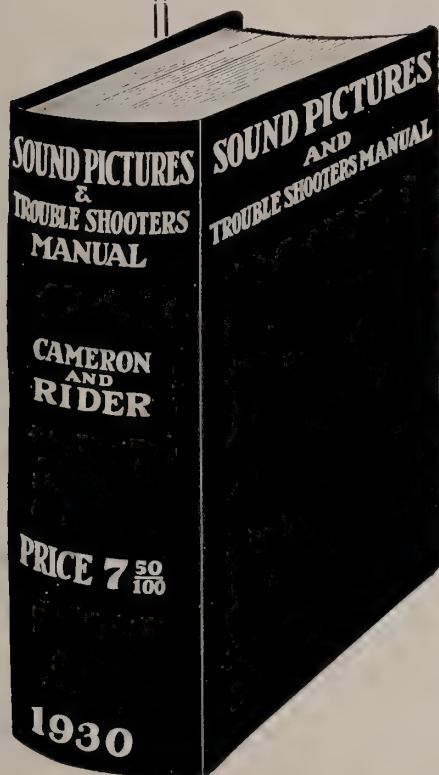 SOUND PICTURES
&
TROUBLE SHOOTERS
MANUAL
CAMERON
AND
RIDER
PRICE 7 50/100
1930
SOUND PICTURES
AND
TROUBLE SHOOTERS MANUAL